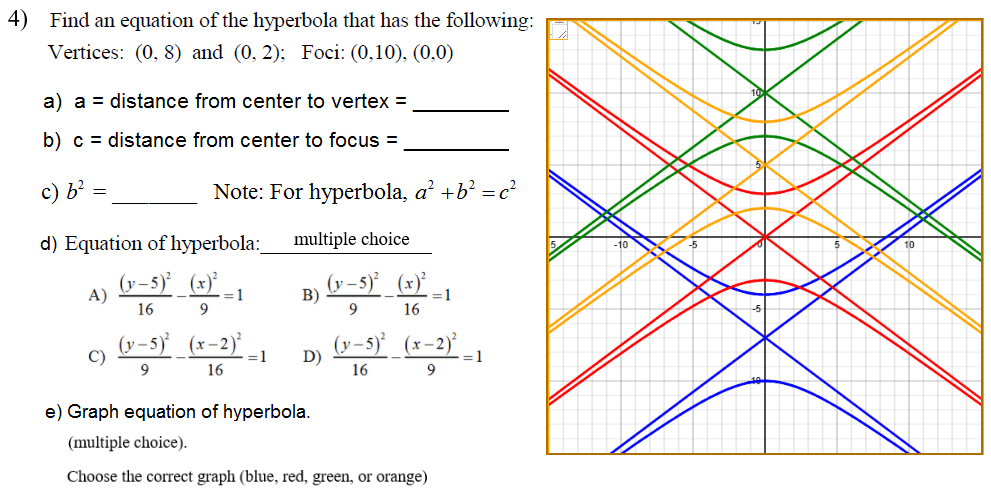 4) Find an equation of the hyperbola that has the following:
Vertices: (0, 8) and (0, 2); Foci: (0,10), (0,0)
a) a = distance from center to vertex = ________
b) c = distance from center to focus = ________
c) b² = ________ Note: For hyperbola, a² + b² = c²
d) Equation of hyperbola: multiple choice
A) (y−5)²/16 − (x)²/9 = 1 B) (y−5)²/9 − (x)²/16 = 1
C) (y−5)²/9 − (x−2)²/16 = 1 D) (y−5)²/16 − (x−2)²/9 = 1
e) Graph equation of hyperbola.
(multiple choice).
Choose the correct graph (blue, red, green, or orange)
10
5
5 -10 -5 0 5 10
-5
-10